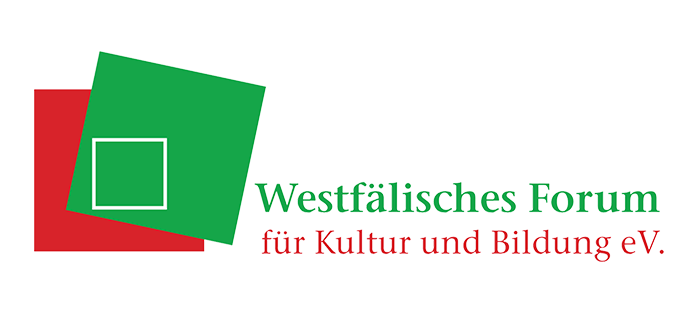 Westfälisches Forum
für Kultur und Bildung eV.